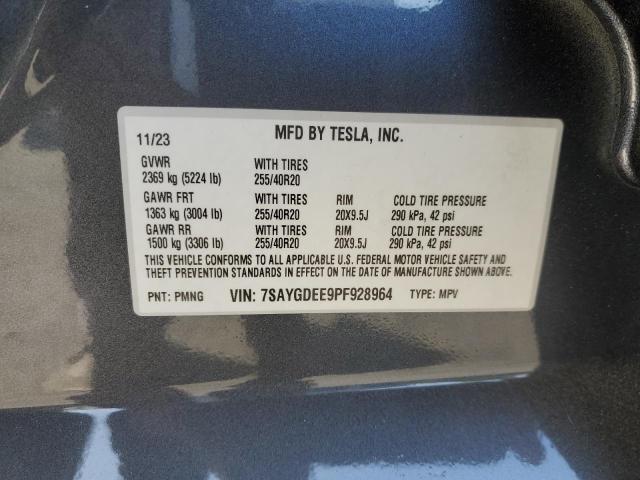 11/23 MFD BY TESLA, INC.
GVWR WITH TIRES
2369 kg (5224 lb) 255/40R20
GAWR FRT WITH TIRES RIM COLD TIRE PRESSURE
1363 kg (3004 lb) 255/40R20 20X9.5J 290 kPa, 42 psi
GAWR RR WITH TIRES RIM COLD TIRE PRESSURE
1500 kg (3306 lb) 255/40R20 20X9.5J 290 kPa, 42 psi
THIS VEHICLE CONFORMS TO ALL APPLICABLE U.S. FEDERAL MOTOR VEHICLE SAFETY AND
THEFT PREVENTION STANDARDS IN EFFECT ON THE DATE OF MANUFACTURE SHOWN ABOVE.
PNT: PMNG VIN: 7SAYGDEE9PF928964 TYPE: MPV